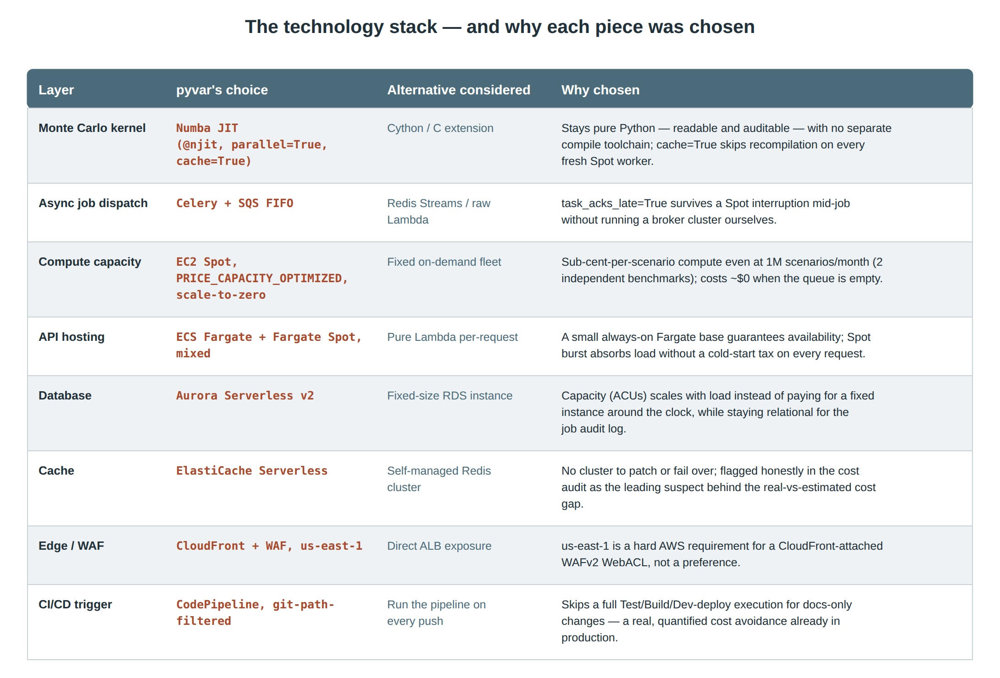 The technology stack — and why each piece was chosen
Layer
pyvar's choice
Alternative considered
Why chosen
Monte Carlo kernel
Numba JIT
(@njit, parallel=True,
cache=True)
Cython / C extension
Stays pure Python — readable and auditable — with no separate
compile toolchain; cache=True skips recompilation on every
fresh Spot worker.
Async job dispatch
Celery + SQS FIFO
Redis Streams / raw
Lambda
task_acks_late=True survives a Spot interruption mid-job
without running a broker cluster ourselves.
Compute capacity
EC2 Spot,
PRICE_CAPACITY_OPTIMIZED,
scale-to-zero
Fixed on-demand fleet
Sub-cent-per-scenario compute even at 1M scenarios/month (2
independent benchmarks); costs ~$0 when the queue is empty.
API hosting
ECS Fargate + Fargate Spot,
mixed
Pure Lambda per-request
A small always-on Fargate base guarantees availability; Spot
burst absorbs load without a cold-start tax on every request.
Database
Aurora Serverless v2
Fixed-size RDS instance
Capacity (ACUs) scales with load instead of paying for a fixed
instance around the clock, while staying relational for the
job audit log.
Cache
ElastiCache Serverless
Self-managed Redis
cluster
No cluster to patch or fail over; flagged honestly in the cost
audit as the leading suspect behind the real-vs-estimated cost
gap.
Edge / WAF
CloudFront + WAF, us-east-1
Direct ALB exposure
us-east-1 is a hard AWS requirement for a CloudFront-attached
WAFv2 WebACL, not a preference.
CI/CD trigger
CodePipeline, git-path-
filtered
Run the pipeline on
every push
Skips a full Test/Build/Dev-deploy execution for docs-only
changes — a real, quantified cost avoidance already in
production.